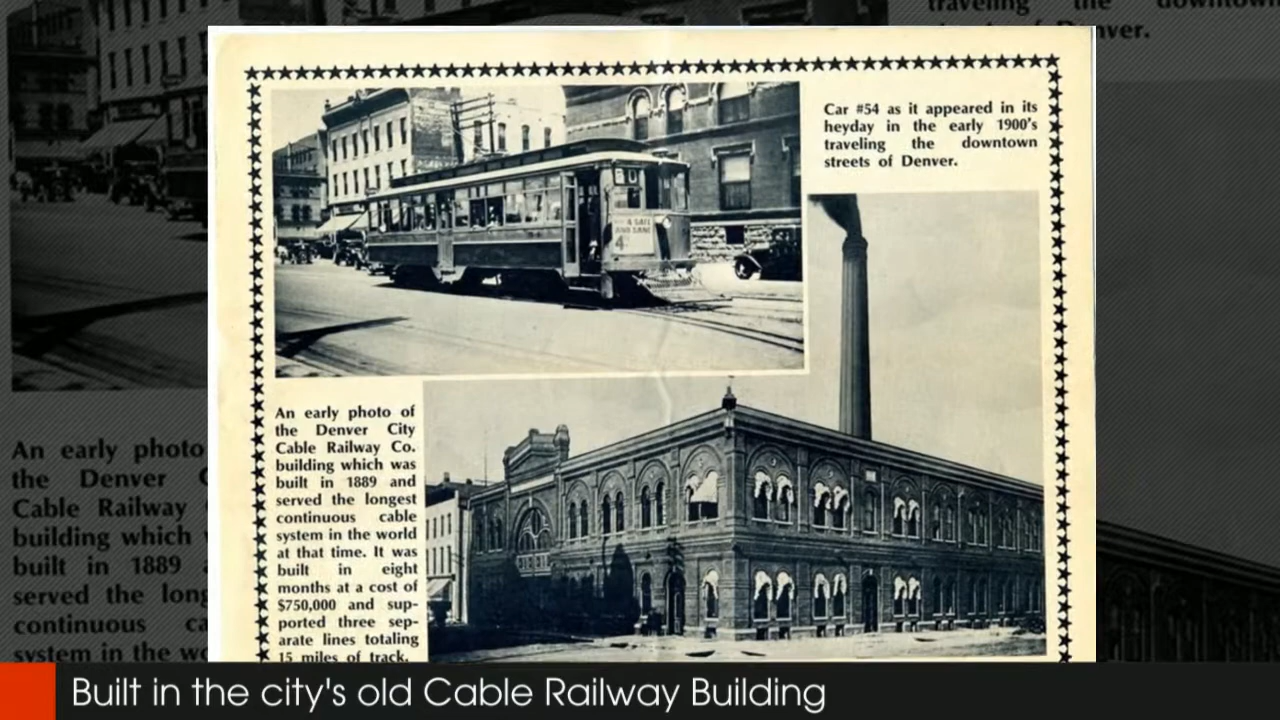 traveling the downtown
streets of Denver.
Car #54 as it appeared in its
heyday in the early 1900's
traveling the downtown
streets of Denver.
An early photo of
the Denver City
Cable Railway Co.
building which was
built in 1889 and
served the longest
continuous cable
system in the world
at that time. It was
built in eight
months at a cost of
$750,000 and sup-
ported three sep-
arate lines totaling
15 miles of track.
An early photo
the Denver
Cable Railway
building which
built in 1889
served the long
continuous ca
system in the wo
Built in the city's old Cable Railway Building